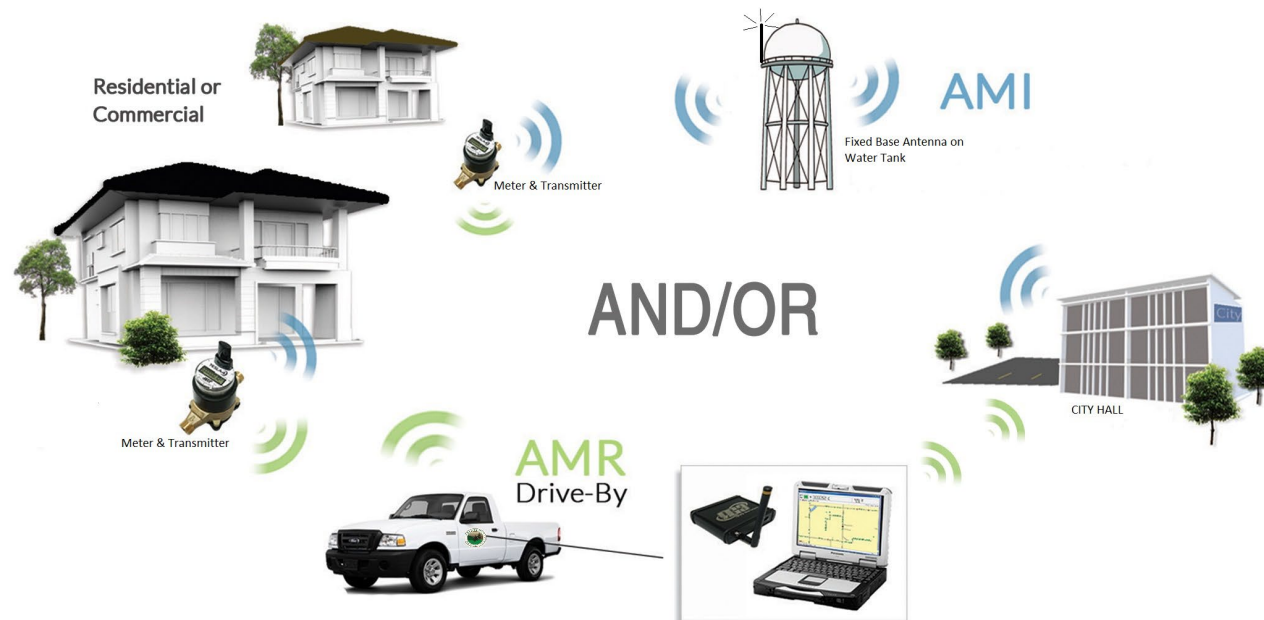 Residential or
Commercial
AMI
Fixed Base Antenna on
Water Tank
Meter & Transmitter
AND/OR
City
CITY HALL
Meter & Transmitter
AMR
Drive-By